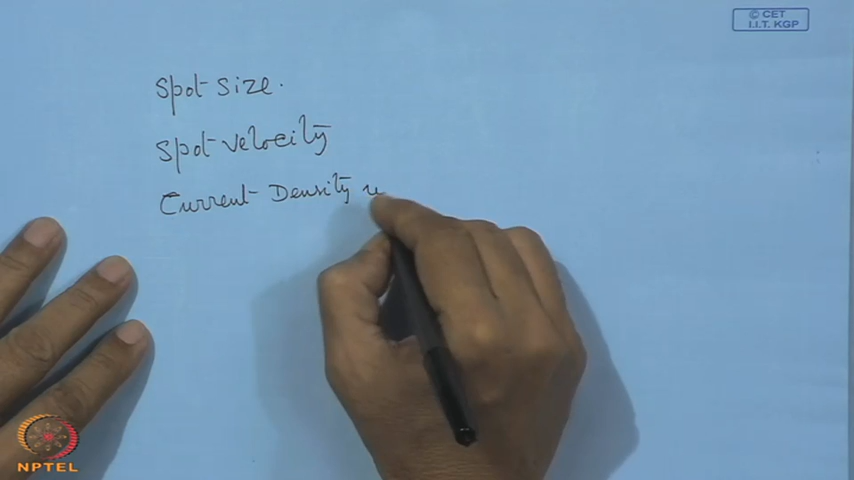 © CET
I.I.T. KGP
Spot size.
Spot velocity
Current Density
NPTEL